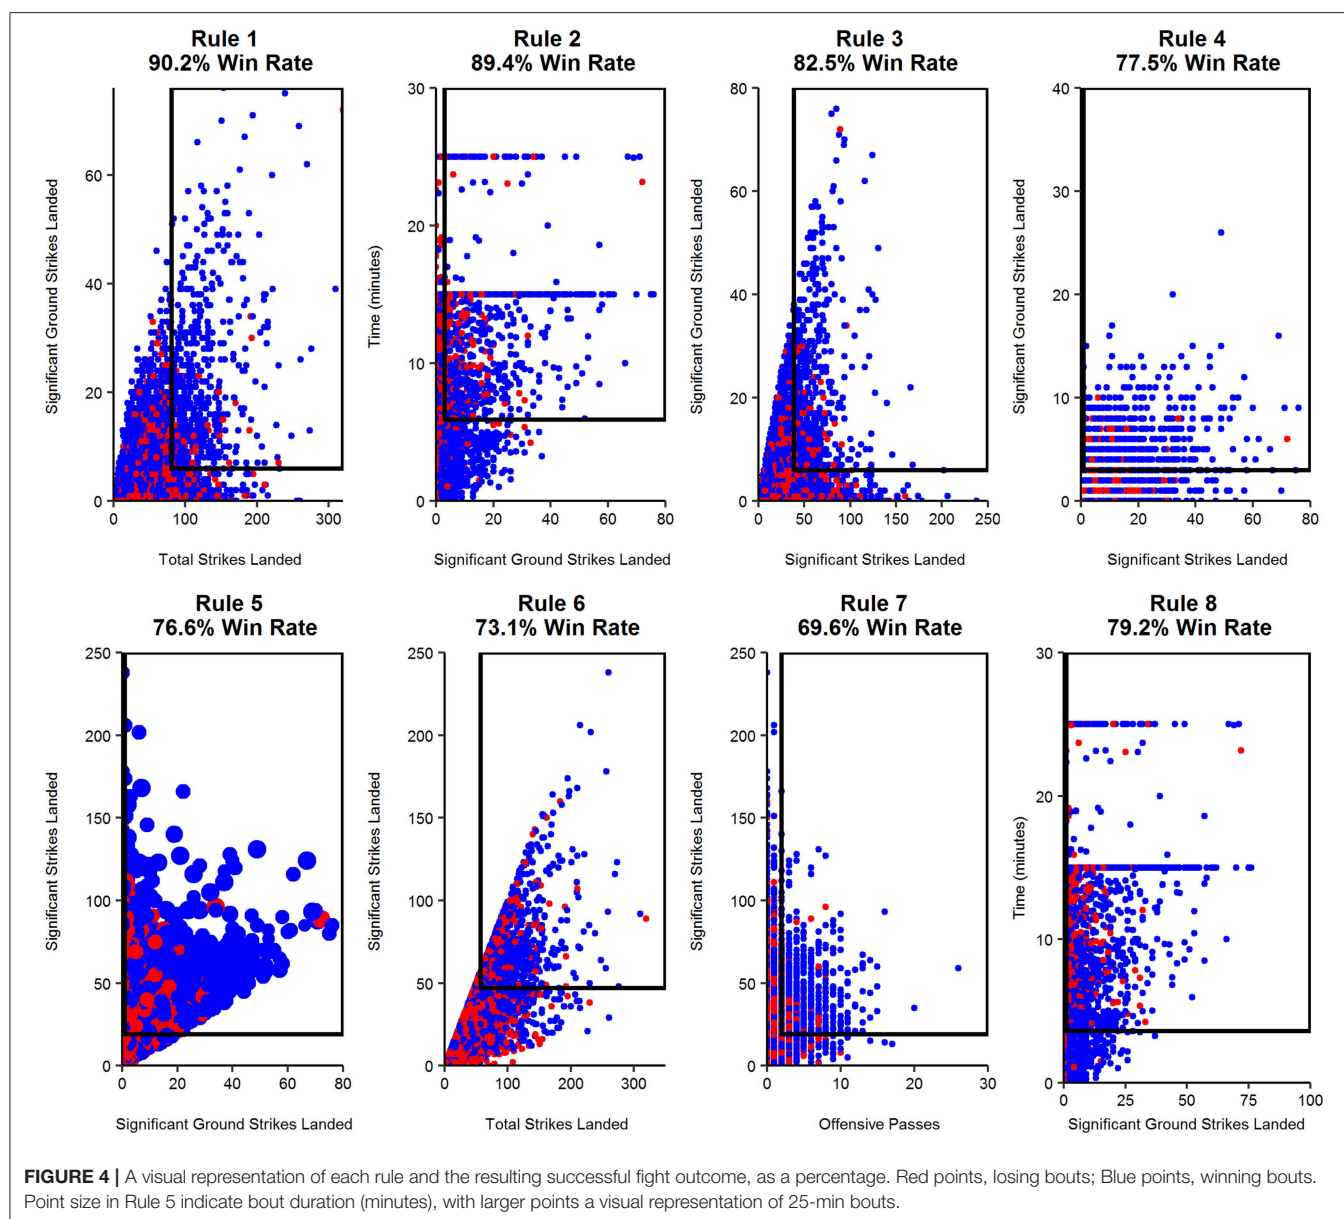 Rule 1
90.2% Win Rate
Significant Ground Strikes Landed
60
40
20
0
0 100 200 300
Total Strikes Landed
Rule 2
89.4% Win Rate
Time (minutes)
30
20
10
0
0 20 40 60 80
Significant Ground Strikes Landed
Rule 3
82.5% Win Rate
Significant Ground Strikes Landed
80
60
40
20
0
0 50 100 150 200 250
Significant Strikes Landed
Rule 4
77.5% Win Rate
Significant Ground Strikes Landed
40
30
20
10
0
0 20 40 60 80
Significant Strikes Landed
Rule 5
76.6% Win Rate
Significant Strikes Landed
250
200
150
100
50
0
0 20 40 60 80
Significant Ground Strikes Landed
Rule 6
73.1% Win Rate
Significant Strikes Landed
250
200
150
100
50
0
0 100 200 300
Total Strikes Landed
Rule 7
69.6% Win Rate
Significant Strikes Landed
250
200
150
100
50
0
0 10 20 30
Offensive Passes
Rule 8
79.2% Win Rate
Time (minutes)
30
20
10
0
0 25 50 75 100
Significant Ground Strikes Landed
FIGURE 4 | A visual representation of each rule and the resulting successful fight outcome, as a percentage. Red points, losing bouts; Blue points, winning bouts.
Point size in Rule 5 indicate bout duration (minutes), with larger points a visual representation of 25-min bouts.